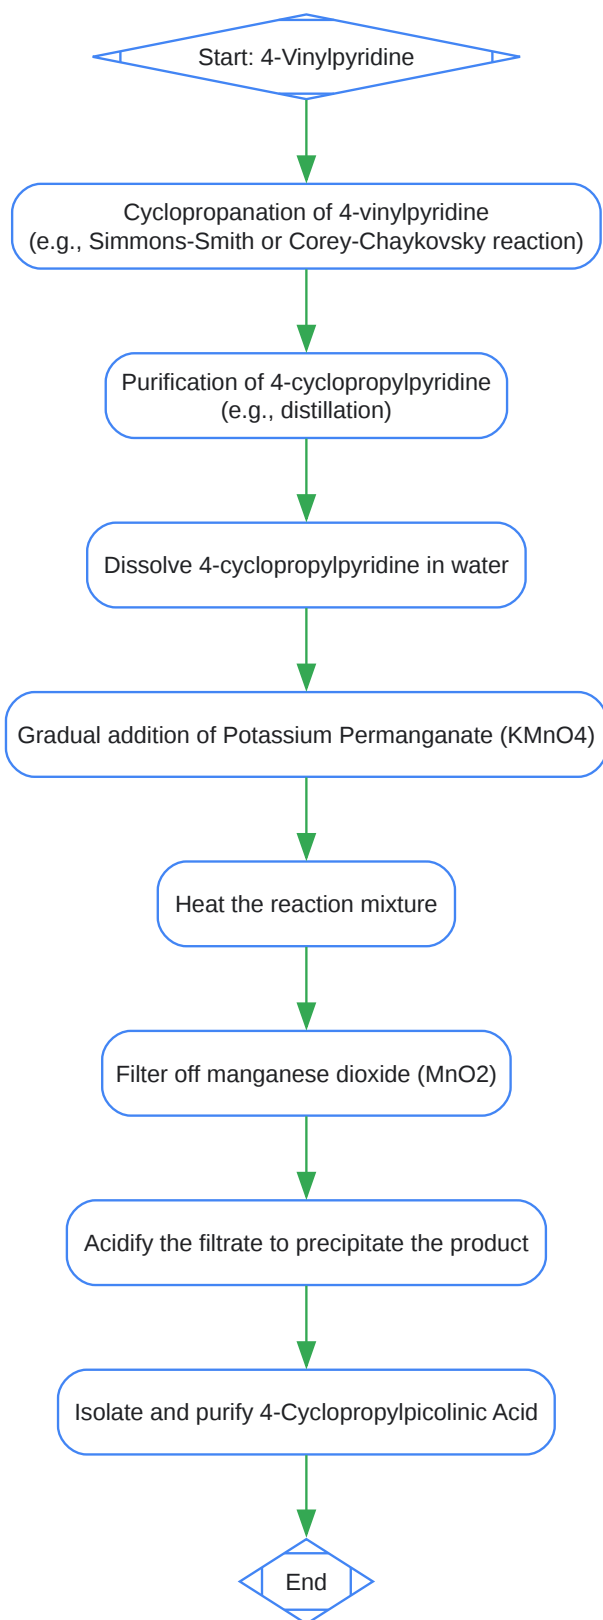 Start: 4-Vinylpyridine
Cyclopropanation of 4-vinylpyridine
(e.g., Simmons-Smith or Corey-Chaykovsky reaction)
Purification of 4-cyclopropylpyridine
(e.g., distillation)
Dissolve 4-cyclopropylpyridine in water
Gradual addition of Potassium Permanganate (KMnO4)
Heat the reaction mixture
Filter off manganese dioxide (MnO2)
Acidify the filtrate to precipitate the product
Isolate and purify 4-Cyclopropylpicolinic Acid
End